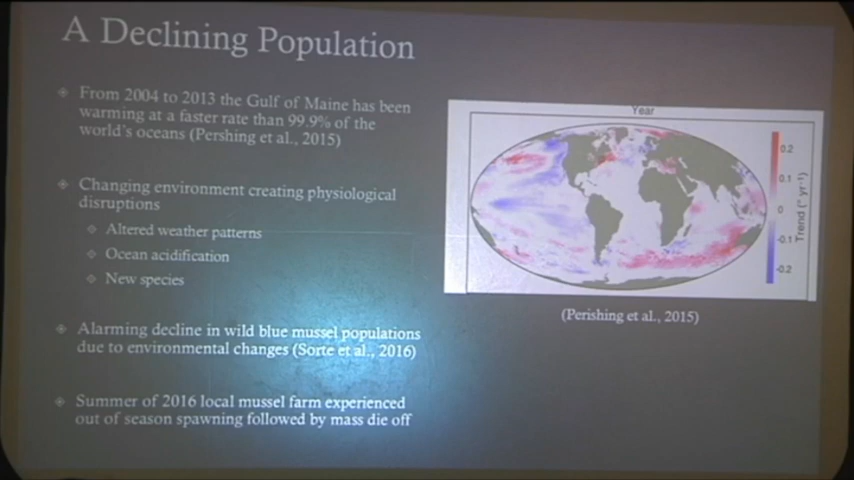 A Declining Population
From 2004 to 2013 the Gulf of Maine has been
warming at a faster rate than 99.9% of the
world's oceans (Pershing et al., 2015)
Changing environment creating physiological
disruptions
Altered weather patterns
Ocean acidification
New species
Alarming decline in wild blue mussel populations
due to environmental changes (Sorte et al., 2016)
Summer of 2016 local mussel farm experienced
out of season spawning followed by mass die off
Year
0.2
0.1
0
-0.1
-0.2
Trend (° yr⁻¹)
(Perishing et al., 2015)